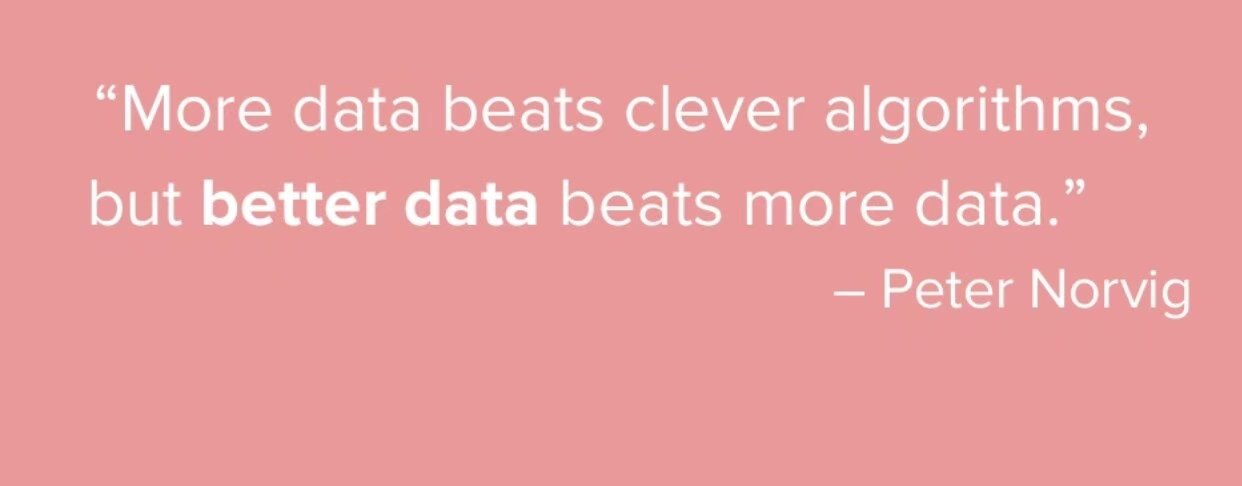 “More data beats clever algorithms,
but better data beats more data.”
– Peter Norvig